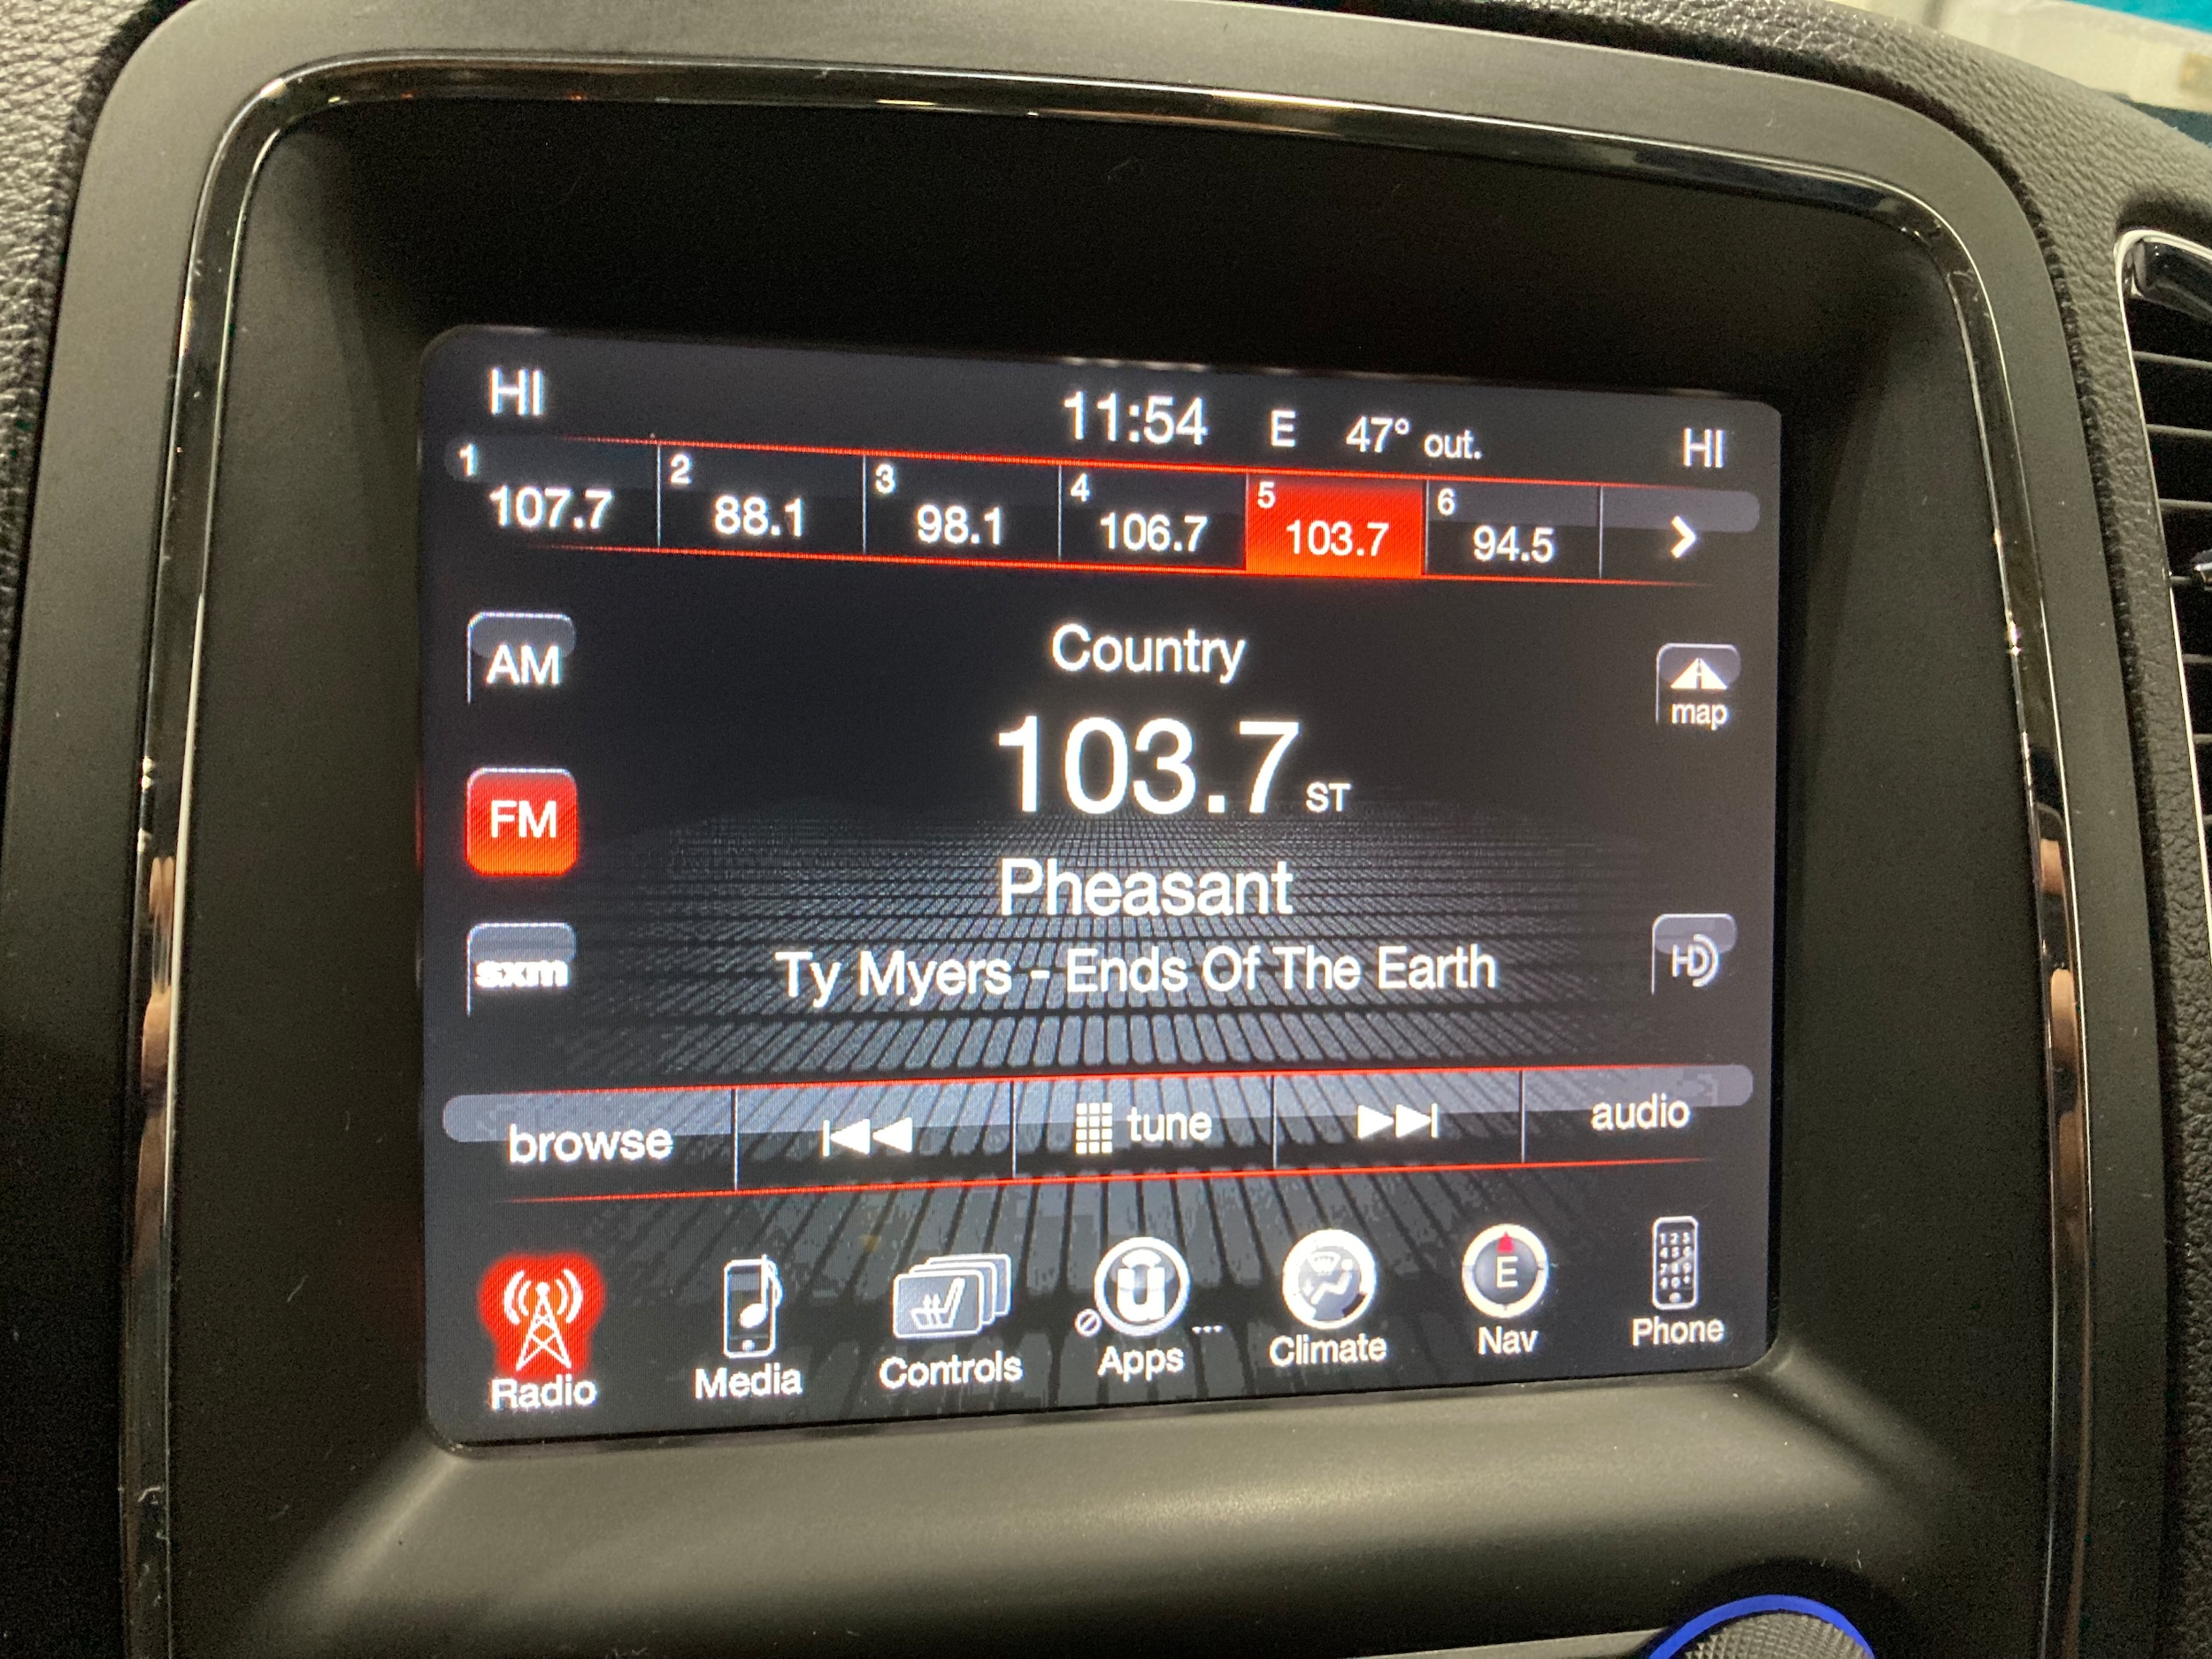 HI 11:54 E 47° out. HI
1 107.7 2 88.1 3 98.1 4 106.7 5 103.7 6 94.5
AM
Country
map
103.7 ST
FM
Pheasant
sxm
Ty Myers - Ends Of The Earth
HD
browse tune audio
E
Radio Media Controls Apps ... Climate Nav Phone